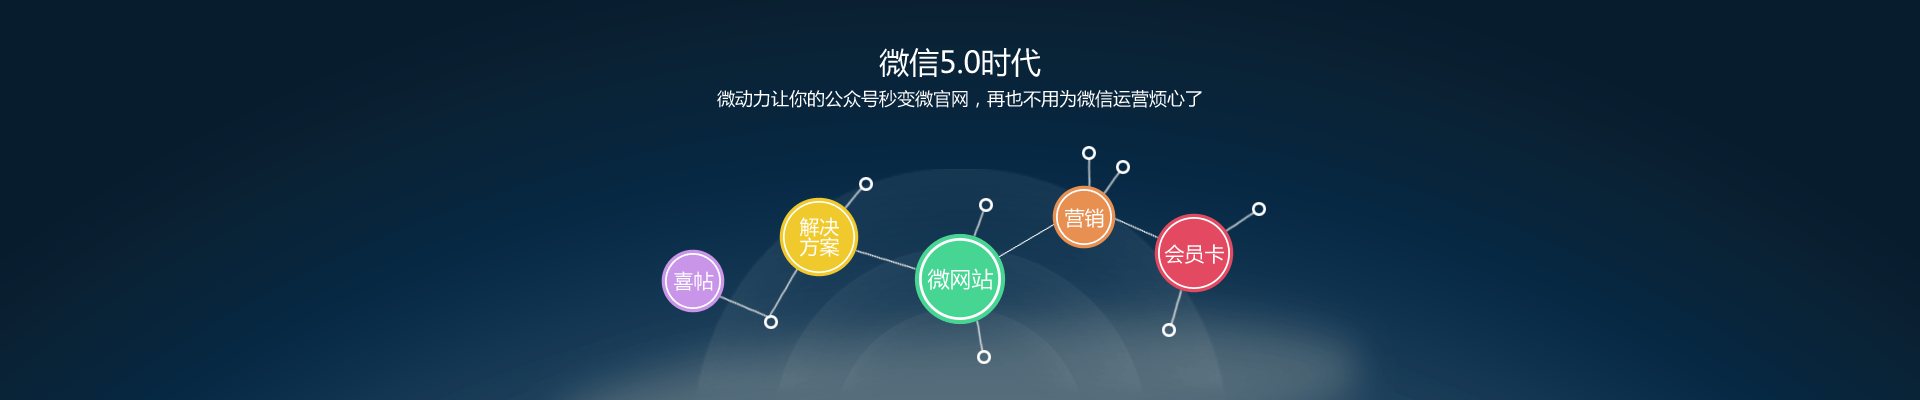 微信5.0时代
微动力让你的公众号秒变微官网，再也不用为微信运营烦心了
喜帖
解决
方案
微网站
营销
会员卡